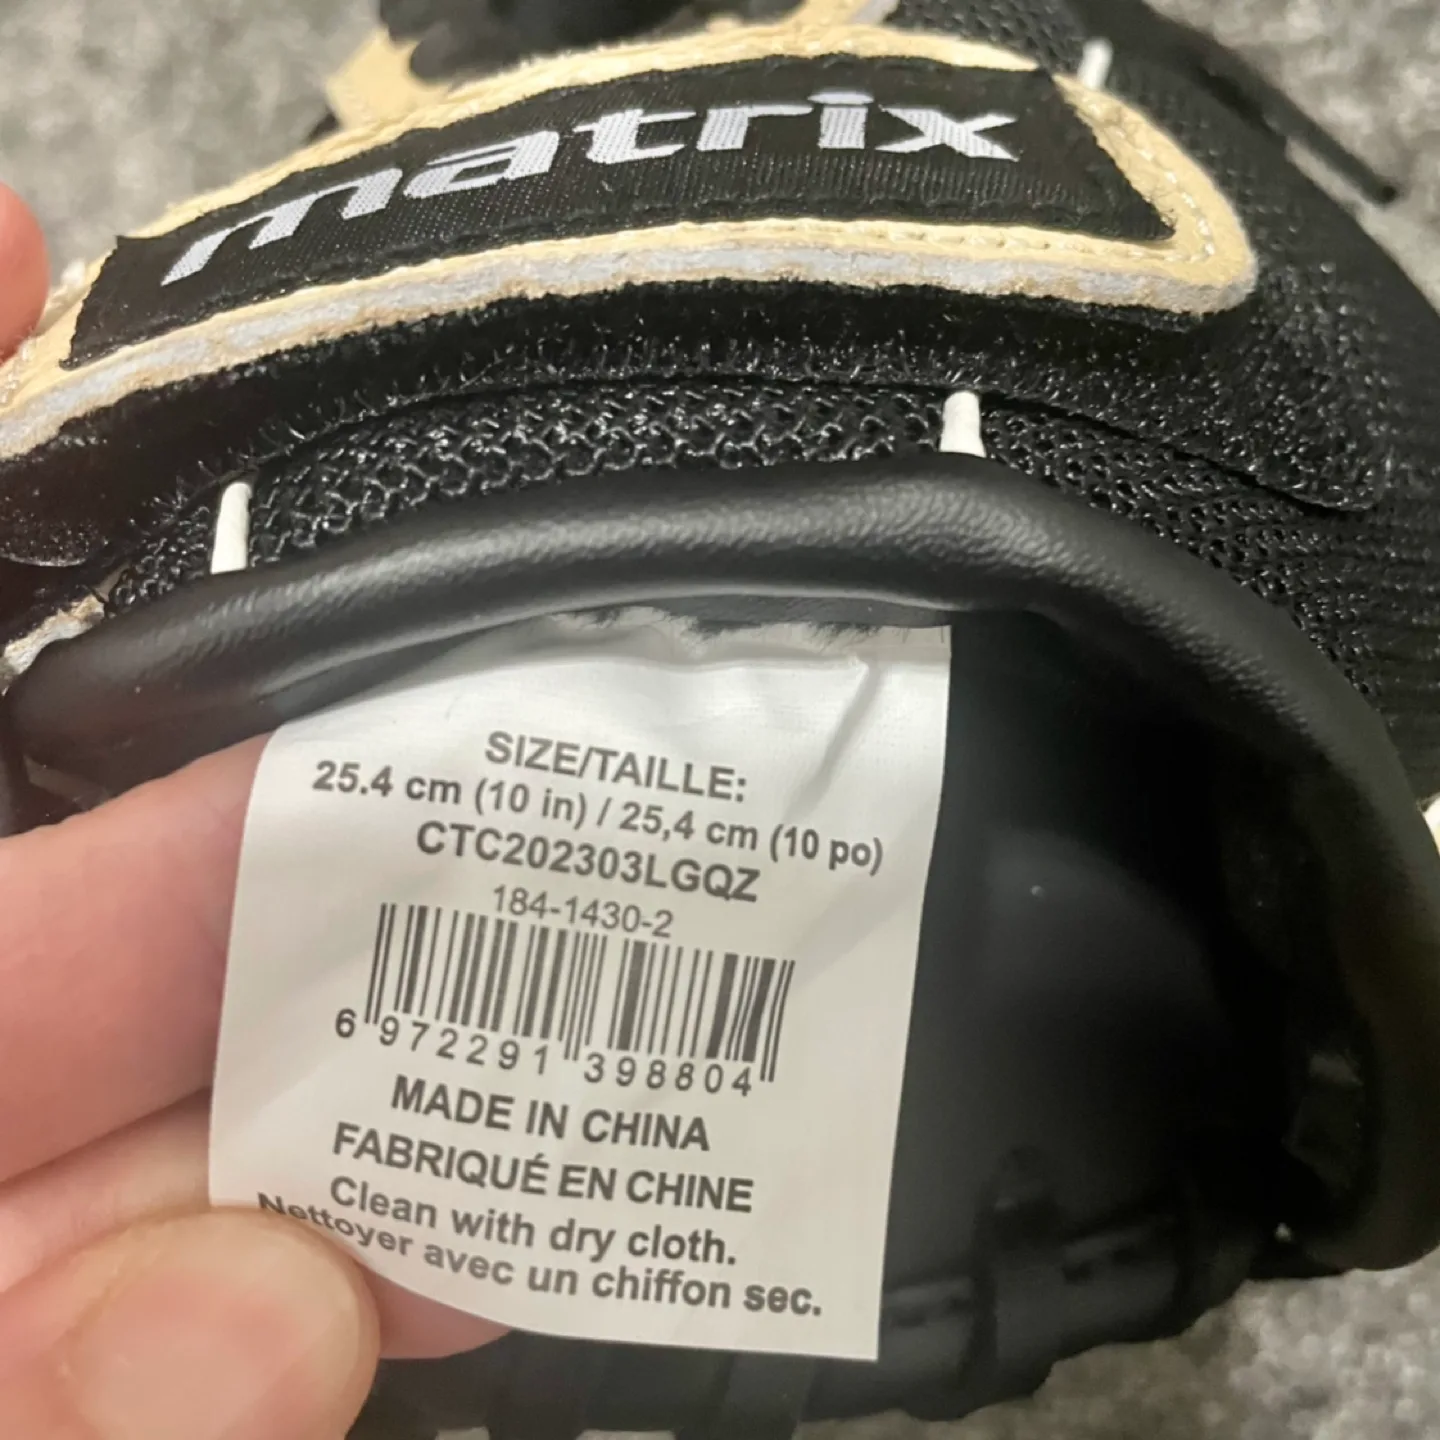 matrix
SIZE/TAILLE:
25.4 cm (10 in) / 25,4 cm (10 po)
CTC202303LGQZ
184-1430-2
6 972291 398804
MADE IN CHINA
FABRIQUÉ EN CHINE
Clean with dry cloth.
Nettoyer avec un chiffon sec.